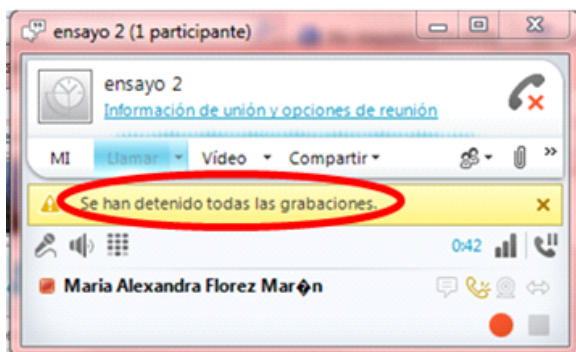 ensayo 2 (1 participante)
ensayo 2
Información de unión y opciones de reunión
MI Llamar Vídeo Compartir
Se han detenido todas las grabaciones.
0:42
Maria Alexandra Florez Mar�n